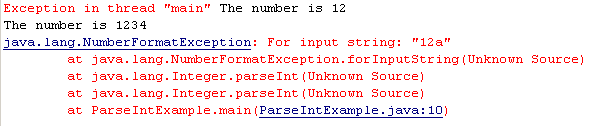 Exception in thread "main" The number is 12
The number is 1234
java.lang.NumberFormatException: For input string: "12a"
at java.lang.NumberFormatException.forInputString(Unknown Source)
at java.lang.Integer.parseInt(Unknown Source)
at java.lang.Integer.parseInt(Unknown Source)
at ParseIntExample.main(ParseIntExample.java:10)